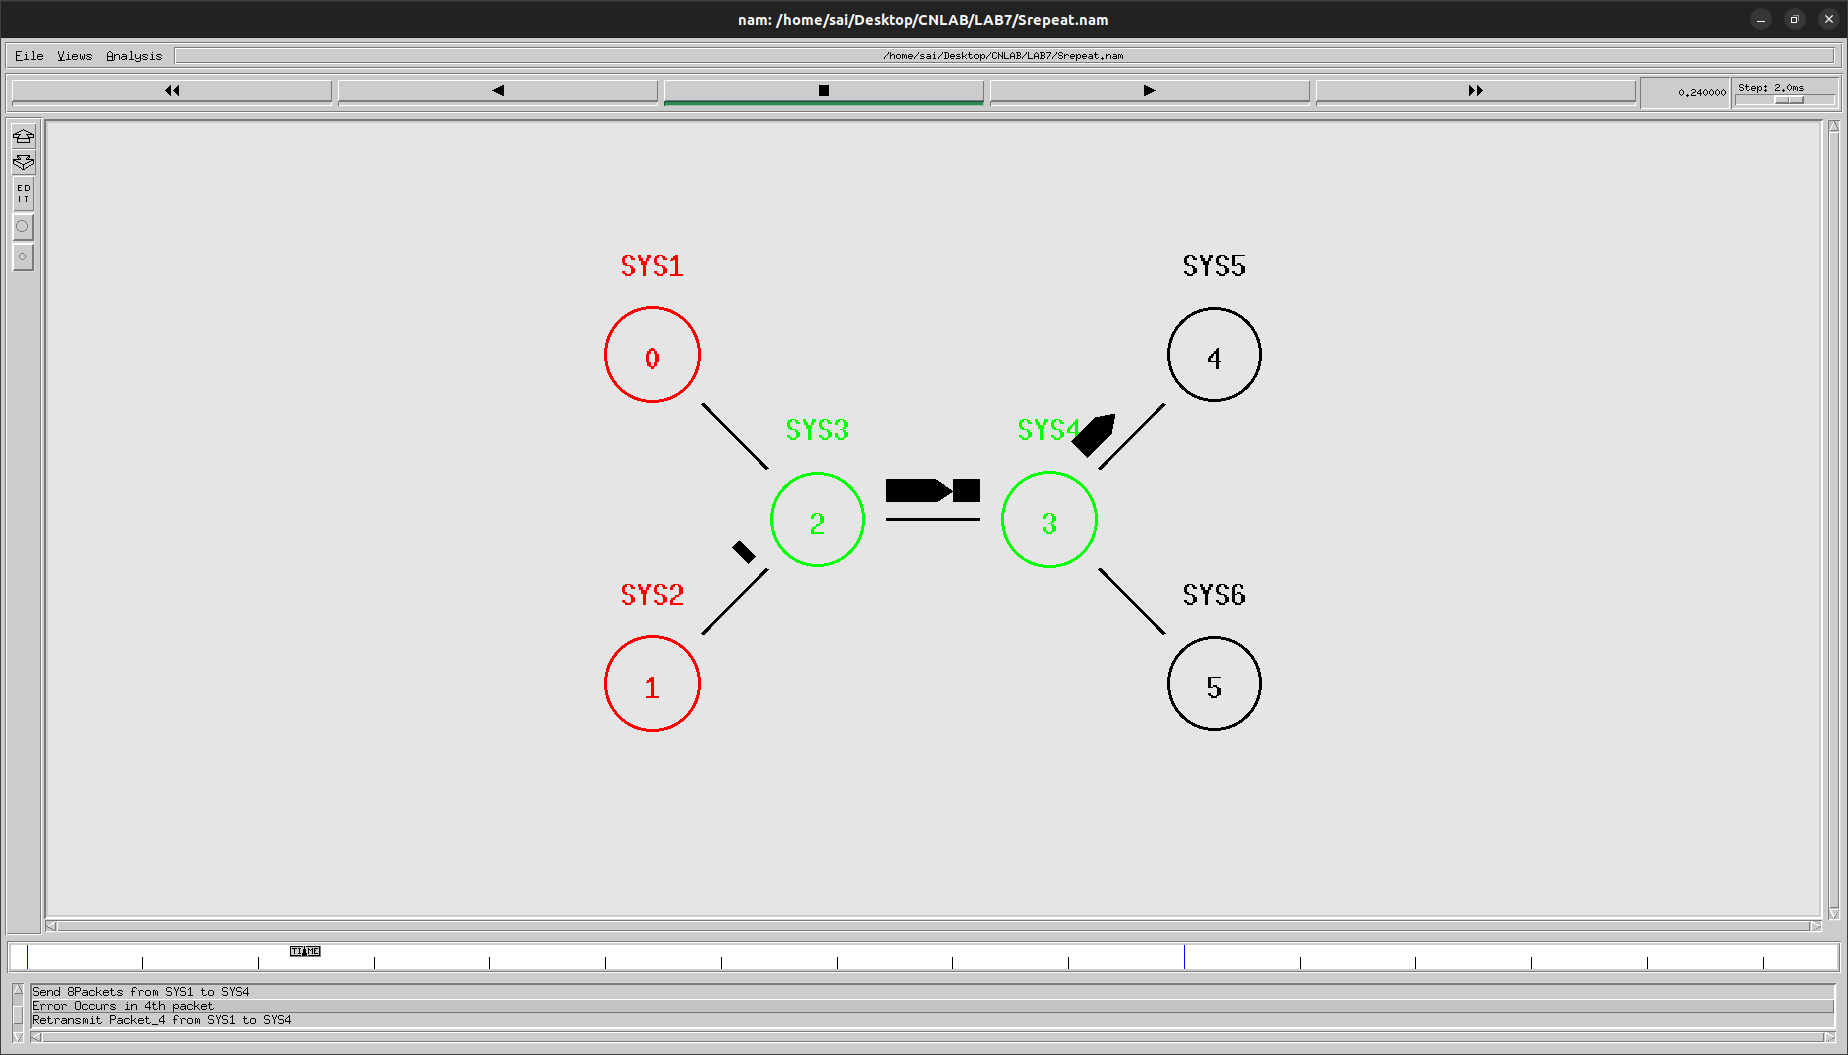 nam: /home/sai/Desktop/CNLAB/LAB7/Srepeat.nam
File Views Analysis /home/sai/Desktop/CNLAB/LAB7/Srepeat.nam
0.240000 Step: 2.0ms
ED
IT
SYS1 SYS5
0 4
SYS3 SYS4
2 3
SYS2 SYS6
1 5
TIME
Send 8Packets from SYS1 to SYS4
Error Occurs in 4th packet
Retransmit Packet_4 from SYS1 to SYS4